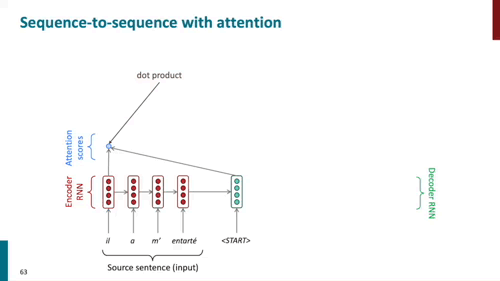 Sequence-to-sequence with attention
dot product
Attention
scores
Encoder
RNN
Decoder RNN
il a m' entarté <START>
Source sentence (input)
63